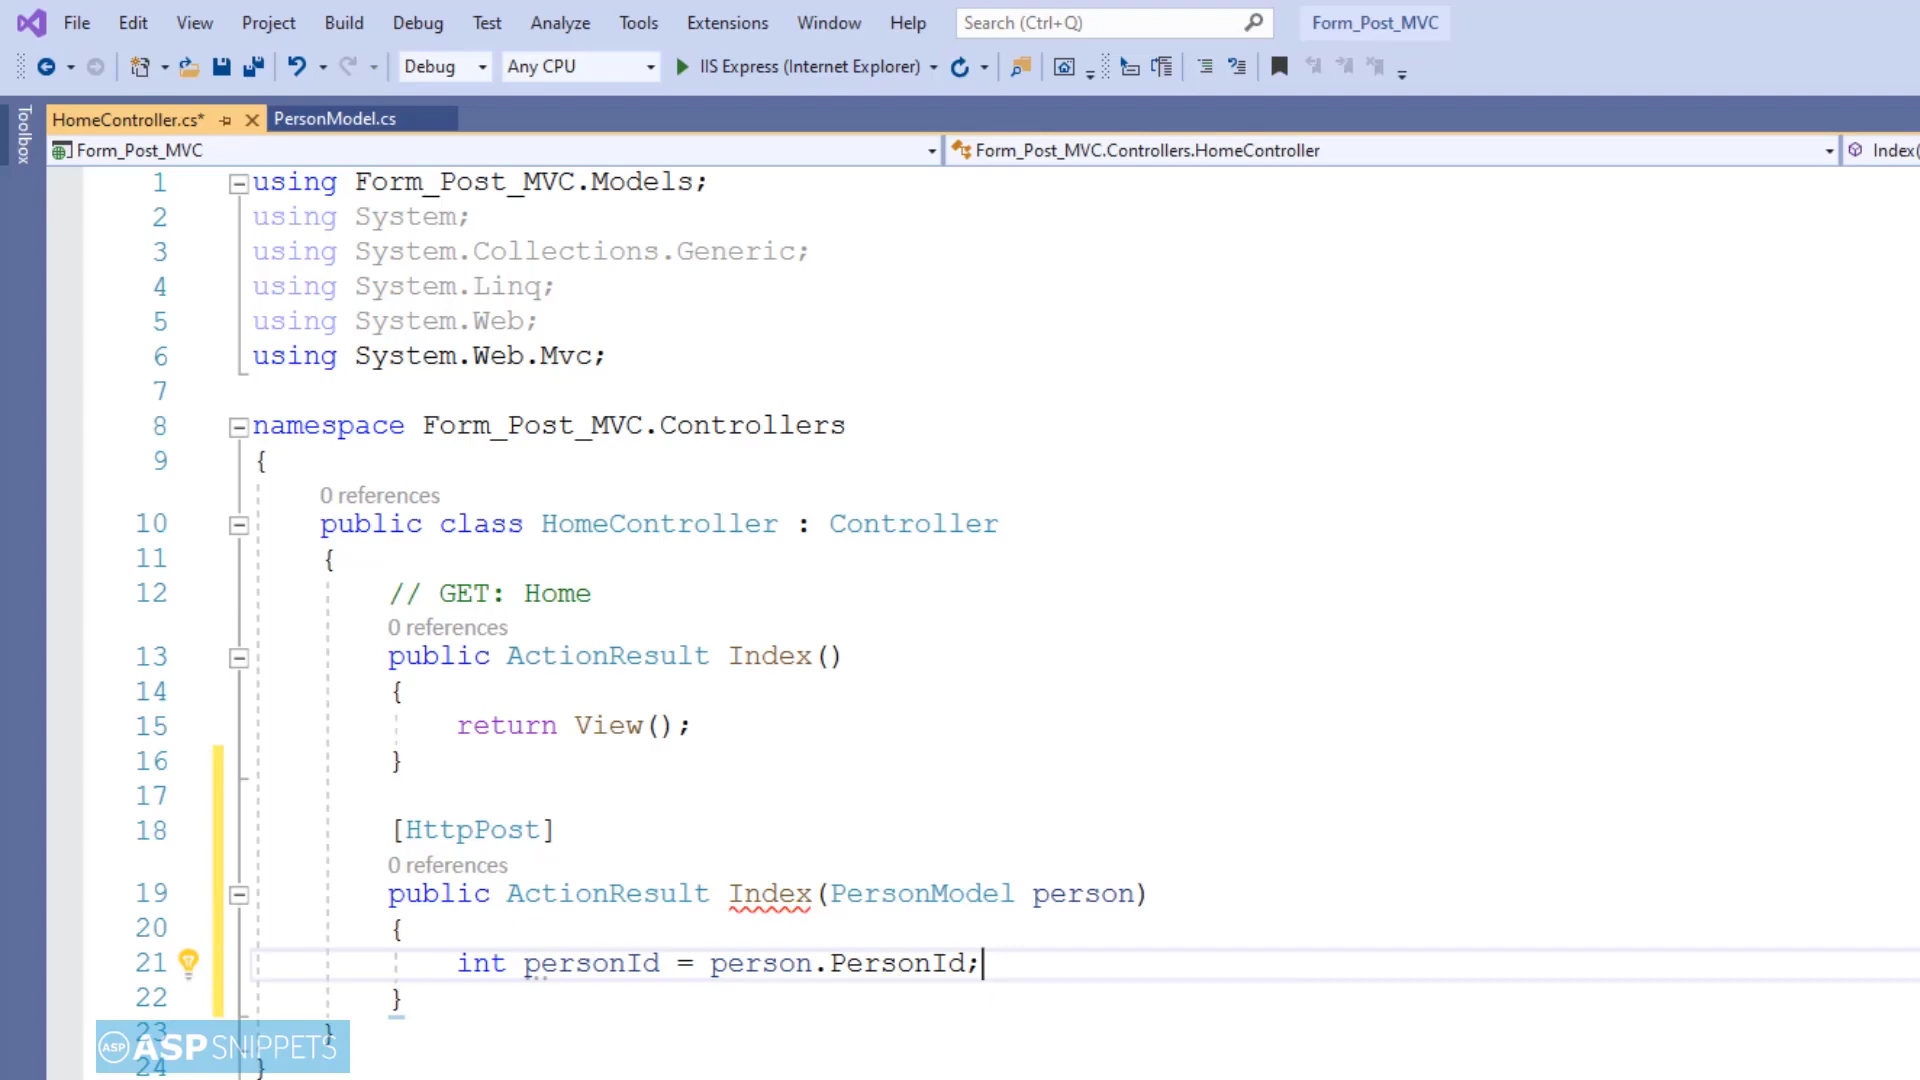 File Edit View Project Build Debug Test Analyze Tools Extensions Window Help Search (Ctrl+Q) Form_Post_MVC
Debug Any CPU IIS Express (Internet Explorer)
Toolbox
HomeController.cs* PersonModel.cs
Form_Post_MVC Form_Post_MVC.Controllers.HomeController Index(
1 using Form_Post_MVC.Models;
2 using System;
3 using System.Collections.Generic;
4 using System.Linq;
5 using System.Web;
6 using System.Web.Mvc;
7
8 namespace Form_Post_MVC.Controllers
9 {
0 references
10 public class HomeController : Controller
11 {
12 // GET: Home
0 references
13 public ActionResult Index()
14 {
15 return View();
16 }
17
18 [HttpPost]
0 references
19 public ActionResult Index(PersonModel person)
20 {
21 int personId = person.PersonId;
22 }
23 }
24 }
ASP ASPSNIPPETS